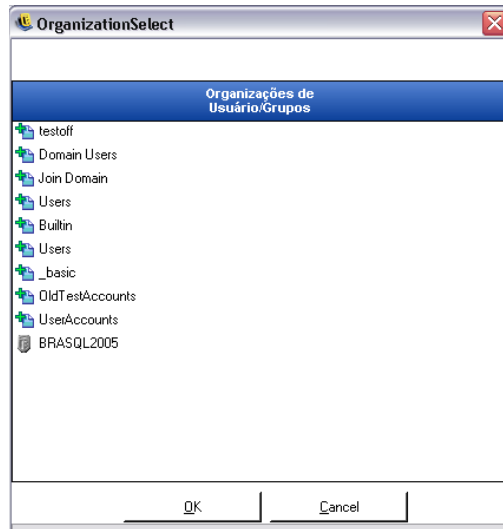 OrganizationSelect
Organizações de
Usuário/Grupos
testoff
Domain Users
Join Domain
Users
Builtin
Users
_basic
OldTestAccounts
UserAccounts
BRASQL2005
OK
Cancel